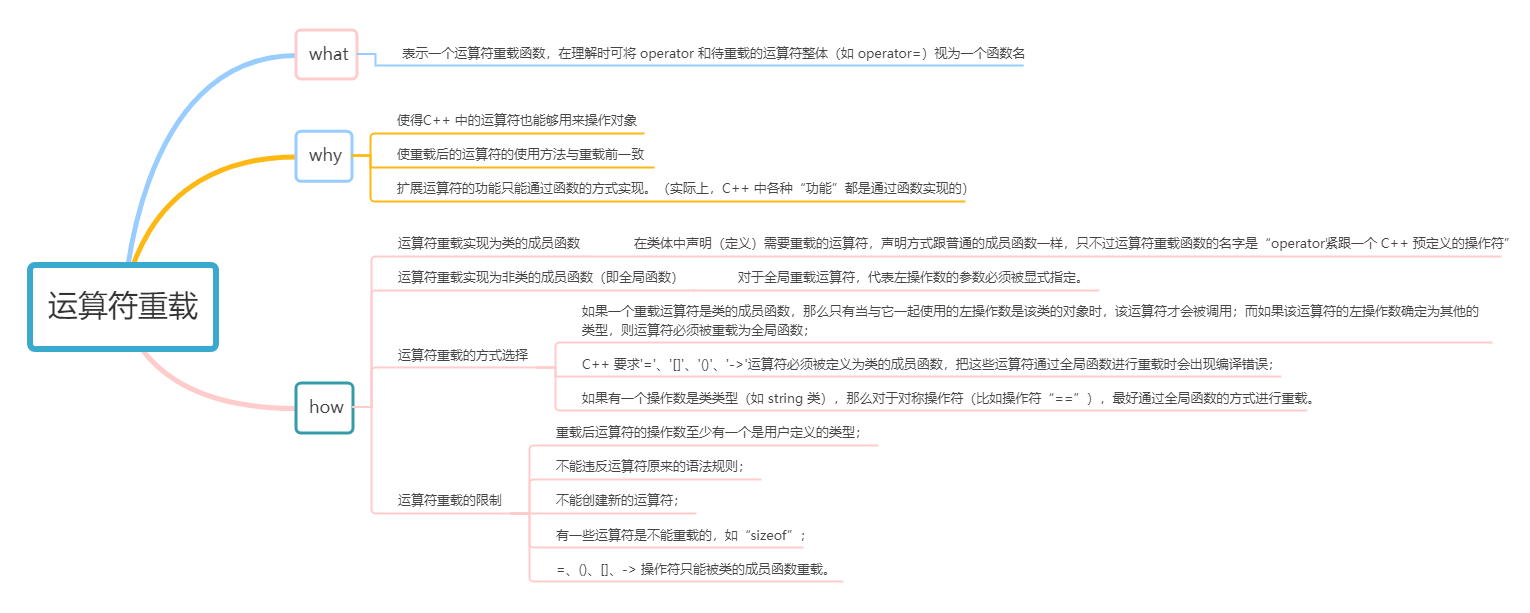 运算符重载
what
表示一个运算符重载函数，在理解时可将 operator 和待重载的运算符整体（如 operator=）视为一个函数名
why
使得C++ 中的运算符也能够用来操作对象
使重载后的运算符的使用方法与重载前一致
扩展运算符的功能只能通过函数的方式实现。（实际上，C++ 中各种“功能”都是通过函数实现的）
how
运算符重载实现为类的成员函数
在类体中声明（定义）需要重载的运算符，声明方式跟普通的成员函数一样，只不过运算符重载函数的名字是“operator紧跟一个 C++ 预定义的操作符”
运算符重载实现为非类的成员函数（即全局函数）
对于全局重载运算符，代表左操作数的参数必须被显式指定。
运算符重载的方式选择
如果一个重载运算符是类的成员函数，那么只有当与它一起使用的左操作数是该类的对象时，该运算符才会被调用；而如果该运算符的左操作数确定为其他的
类型，则运算符必须被重载为全局函数；
C++ 要求'='、'[]'、'()'、'->'运算符必须被定义为类的成员函数，把这些运算符通过全局函数进行重载时会出现编译错误；
如果有一个操作数是类类型（如 string 类），那么对于对称操作符（比如操作符“==”），最好通过全局函数的方式进行重载。
运算符重载的限制
重载后运算符的操作数至少有一个是用户定义的类型；
不能违反运算符原来的语法规则；
不能创建新的运算符；
有一些运算符是不能重载的，如“sizeof”；
=、()、[]、-> 操作符只能被类的成员函数重载。